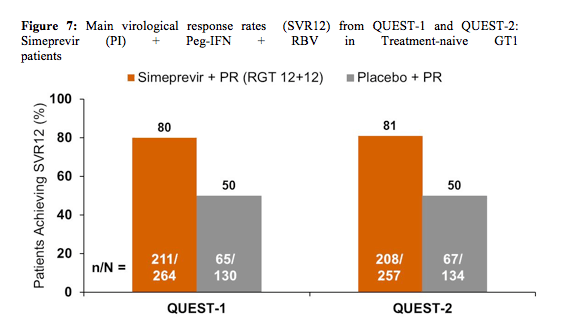 Figure 7: Main virological response rates (SVR12) from QUEST-1 and QUEST-2:
Simeprevir (PI) + Peg-IFN + RBV in Treatment-naive GT1
patients
Simeprevir + PR (RGT 12+12) Placebo + PR
Patients Achieving SVR12 (%)
100
80
60
40
20
0
80
50
81
50
n/N =
211/
264
65/
130
208/
257
67/
134
QUEST-1
QUEST-2